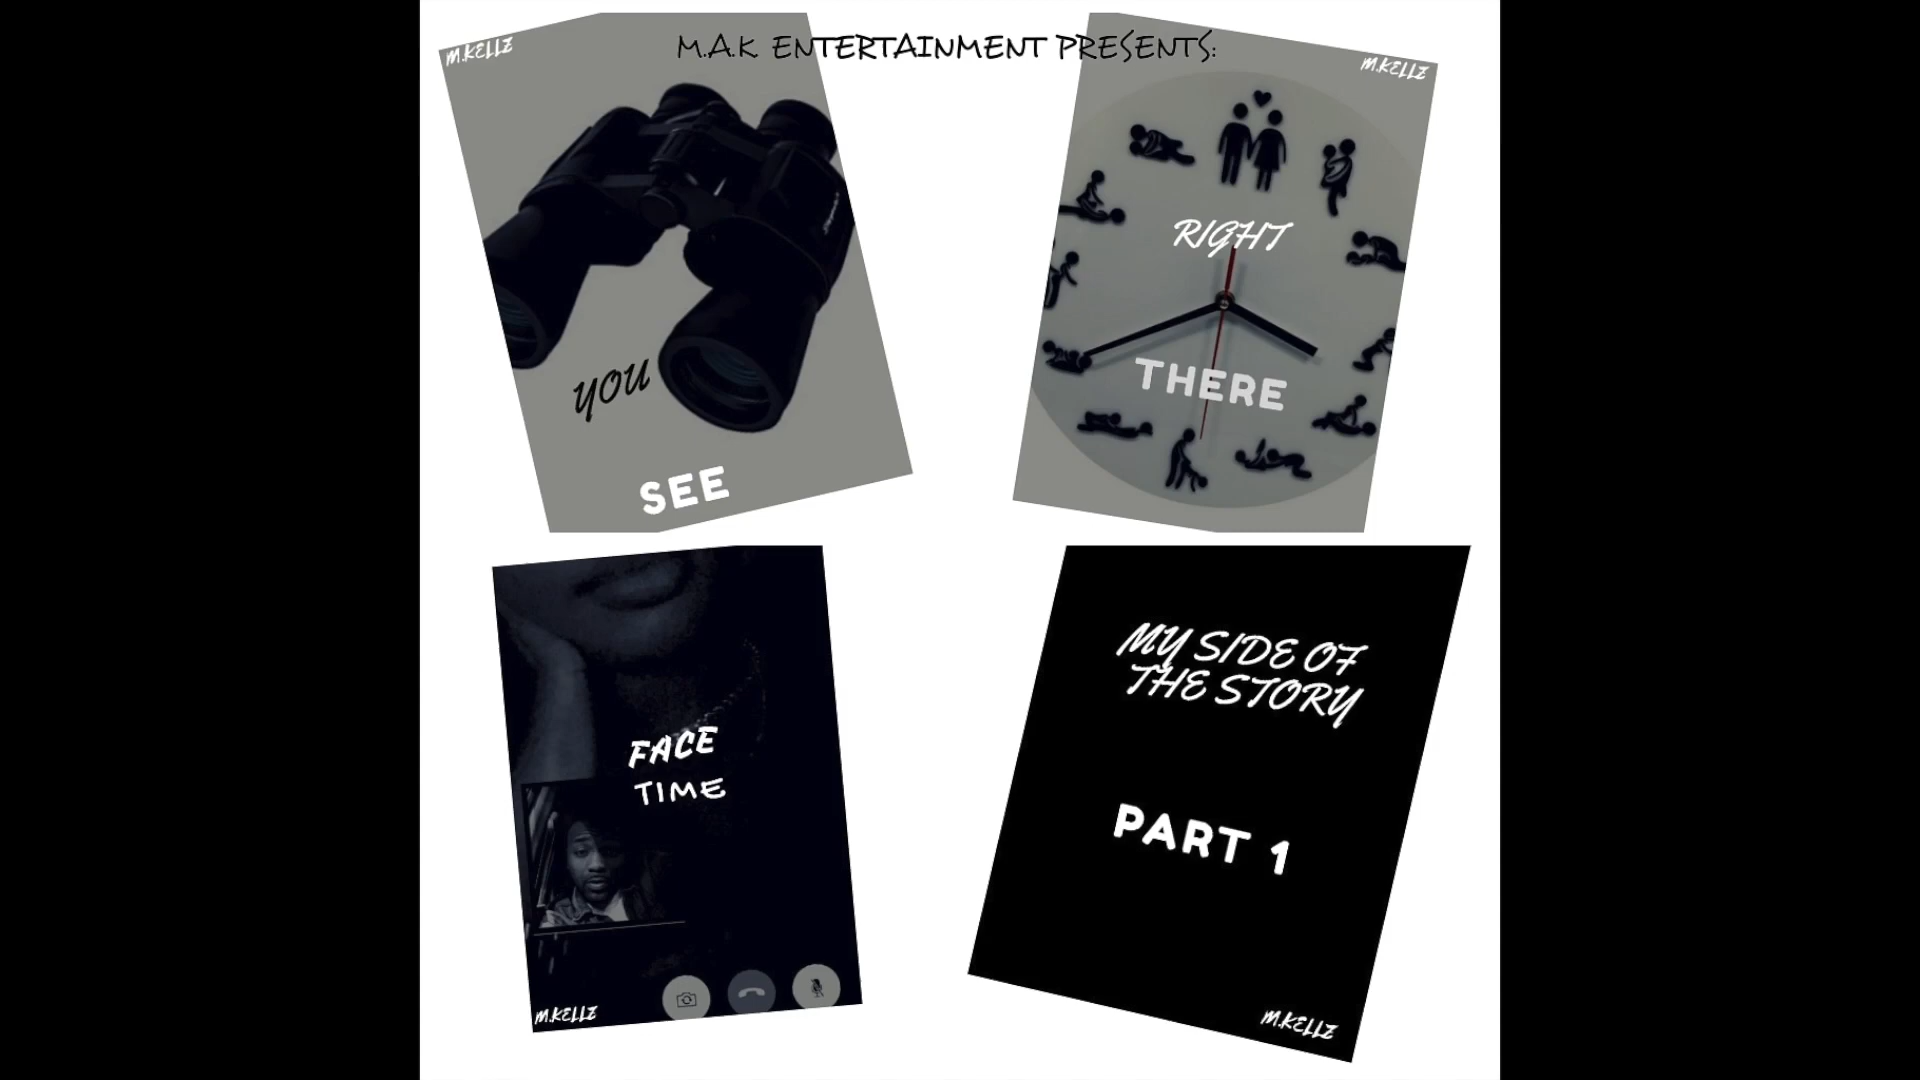 M.A.K ENTERTAINMENT PRESENTS:
M.KELLZ
YOU
SEE
M.KELLZ
RIGHT
THERE
FACE
TIME
M.KELLZ
MY SIDE OF
THE STORY
PART 1
M.KELLZ